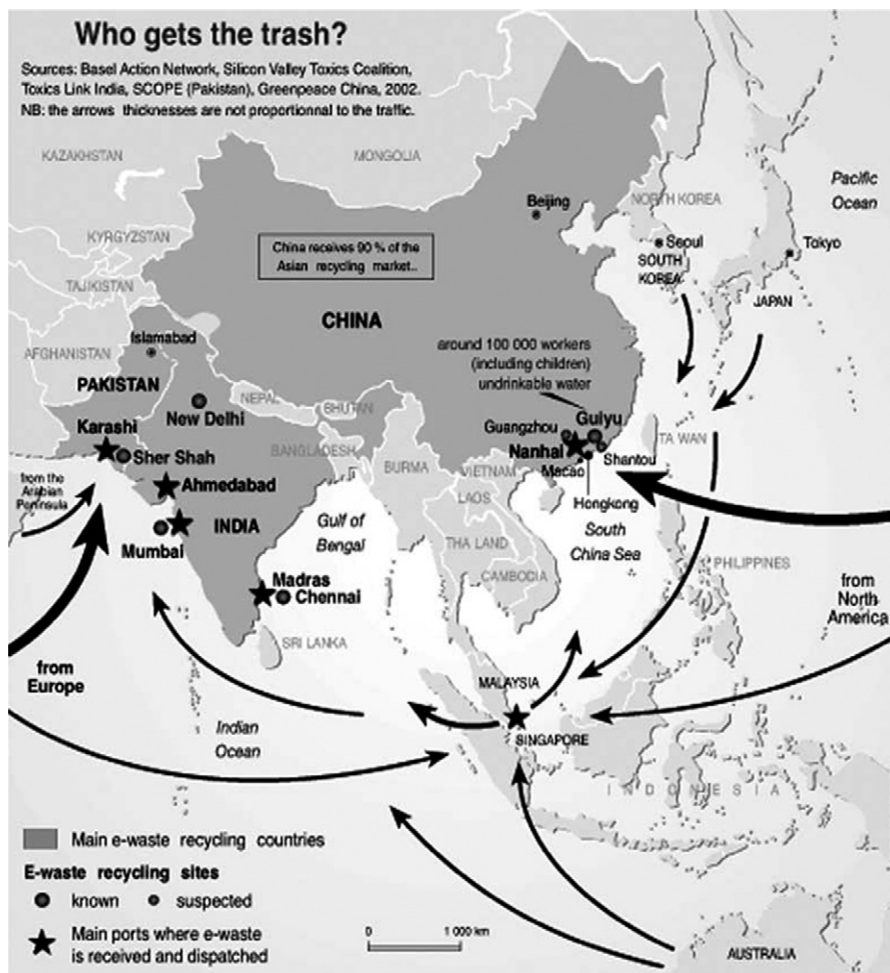 Who gets the trash?
Sources: Basel Action Network, Silicon Valley Toxics Coalition,
Toxics Link India, SCOPE (Pakistan), Greenpeace China, 2002.
NB: the arrows thicknesses are not proportionnal to the traffic.
KAZAKHSTAN
MONGOLIA
Pacific
Ocean
Beijing
NORTH KOREA
KYRGYZSTAN
China receives 90 % of the
Asian recycling market..
Seoul
SOUTH
KOREA
Tokyo
TAJIKISTAN
JAPAN
CHINA
AFGHANISTAN
Islamabad
around 100 000 workers
(including children)
undrinkable water
PAKISTAN
NEPAL
BHUTAN
New Delhi
Karashi
Guiyu
Guangzhou
Nanhai
TA WAN
Sher Shah
BANGLADESH
BURMA
VIETNAM
Macao
Shantou
from the
Arabian
Peninsula
Ahmedabad
LAOS
Hongkong
INDIA
Gulf of
Bengal
South
China Sea
Mumbai
THA LAND
PHILIPPINES
CAMBODIA
Madras
Chennai
from
North
America
SRI LANKA
from
Europe
MALAYSIA
Indian
Ocean
SINGAPORE
INDONESIA
Main e-waste recycling countries
E-waste recycling sites
known
suspected
Main ports where e-waste
is received and dispatched
0
1 000 km
AUSTRALIA